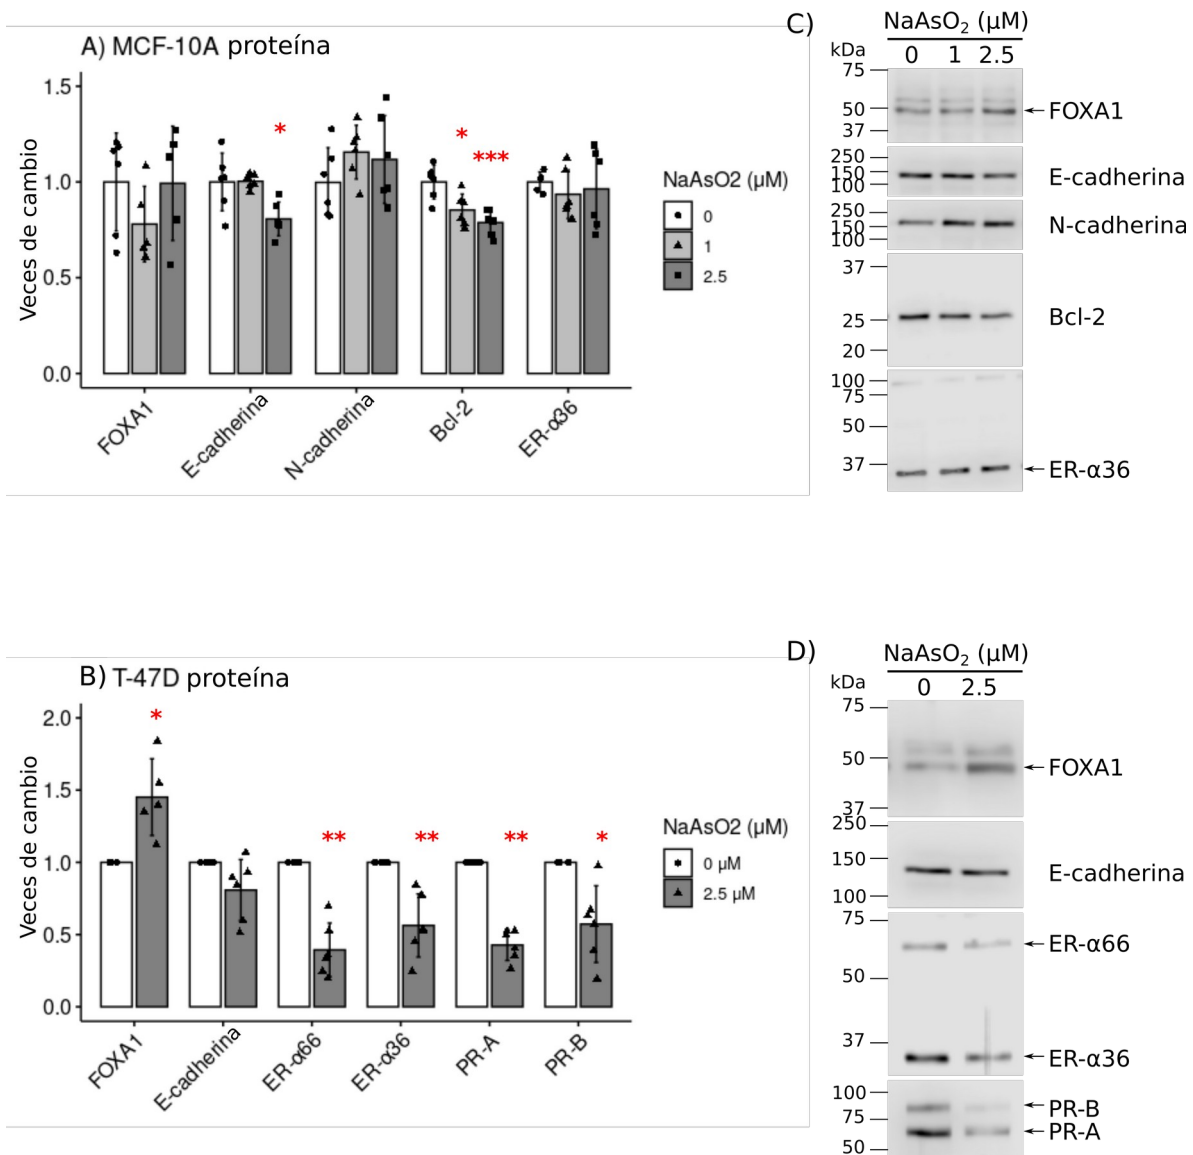 A) MCF-10A proteína
Veces de cambio
1.5
1.0
0.5
0.0
*
*
***
FOXA1
E-cadherina
N-cadherina
Bcl-2
ER-α36
NaAsO2 (µM)
0
1
2.5
C)
NaAsO₂ (µM)
kDa
0 1 2.5
75
50
37
FOXA1
250
150
100
E-cadherina
250
150
100
N-cadherina
37
25
20
Bcl-2
100
75
50
37
ER-α36
B) T-47D proteína
Veces de cambio
2.0
1.5
1.0
0.5
0.0
*
**
**
**
*
FOXA1
E-cadherina
ER-α66
ER-α36
PR-A
PR-B
NaAsO2 (µM)
0 µM
2.5 µM
D)
NaAsO₂ (µM)
kDa
0 2.5
75
50
37
FOXA1
250
150
100
E-cadherina
75
50
37
ER-α66
ER-α36
100
75
50
PR-B
PR-A